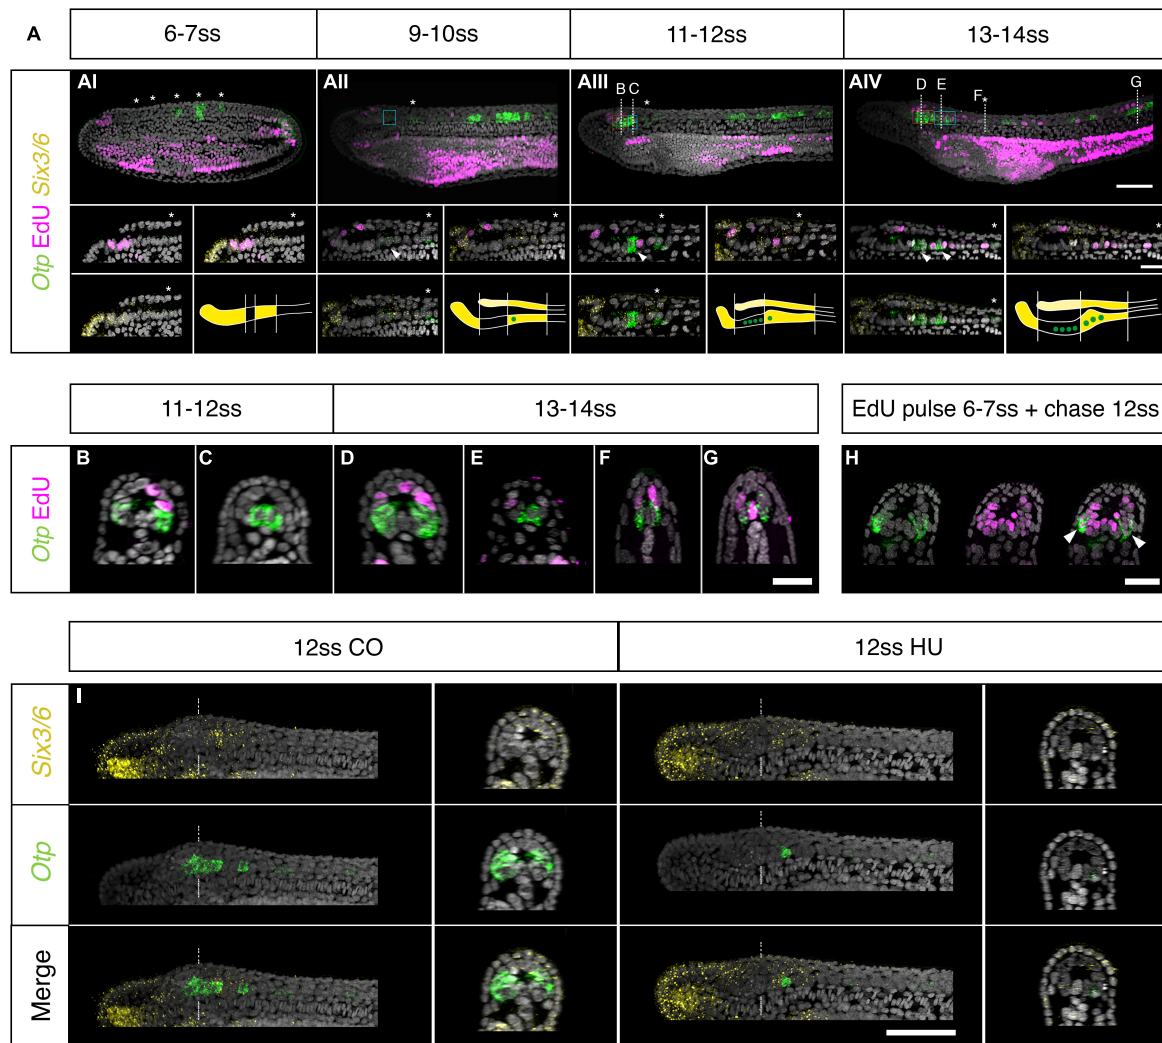 A
6-7ss
9-10ss
11-12ss
13-14ss
Otp EdU Six3/6
AI
* * * * *
AII
*
AIII
B
C
*
AIV
D
E
F
*
G
*
*
*
*
*
*
*
*
*
*
*
*
11-12ss
13-14ss
EdU pulse 6-7ss + chase 12ss
Otp EdU
B
C
D
E
F
G
H
12ss CO
12ss HU
I
Six3/6
Otp
Merge